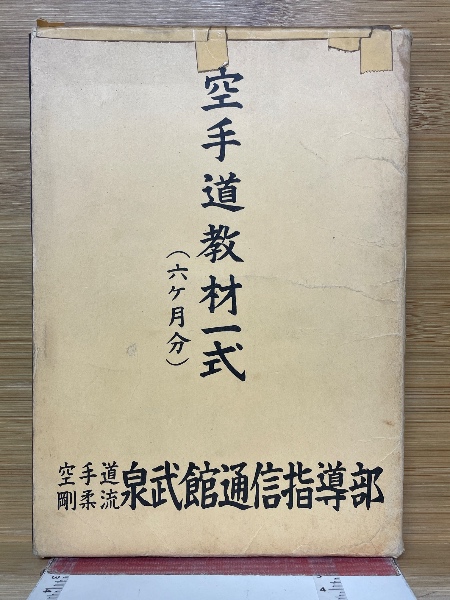 空手道教材一式
（六ケ月分）
空手道
剛柔流
泉武館通信指導部